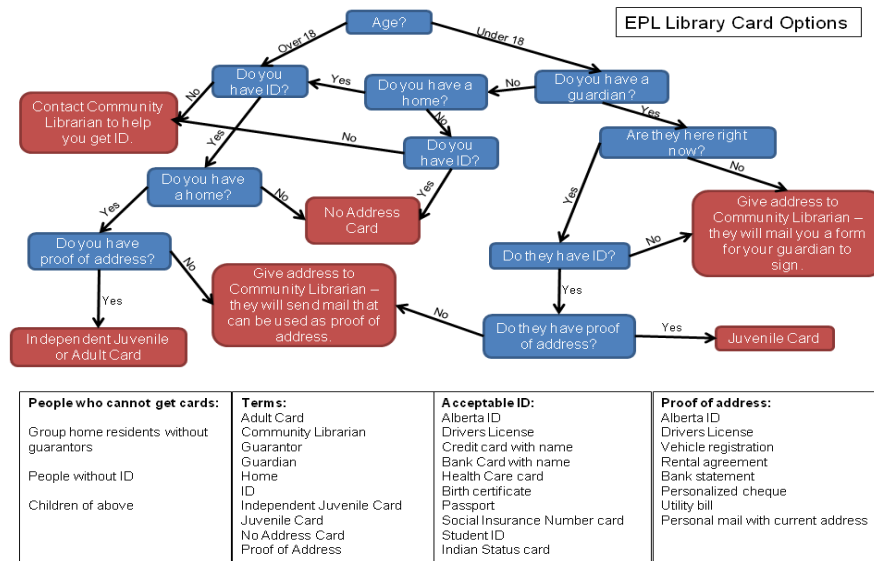 EPL Library Card Options
Age?
Over 18
Under 18
Do you
have ID?
Yes
Do you have a
home?
No
Do you have a
guardian?
No
Contact Community
Librarian to help
you get ID.
No
Yes
Are they here right
now?
Yes
No
Do you
have ID?
Do you have
a home?
No
Yes
No
Yes
No Address
Card
Yes
Give address to
Community Librarian –
they will mail you a form
for your guardian to
sign.
Do you have
proof of address?
No
Give address to
Community Librarian –
they will send mail that
can be used as proof of
address.
Do they have ID?
No
Yes
Yes
Independent Juvenile
or Adult Card
No
Do they have proof
of address?
Yes
Juvenile Card
People who cannot get cards:
Group home residents without
guarantors
People without ID
Children of above
Terms:
Adult Card
Community Librarian
Guarantor
Guardian
Home
ID
Independent Juvenile Card
Juvenile Card
No Address Card
Proof of Address
Acceptable ID:
Alberta ID
Drivers License
Credit card with name
Bank Card with name
Health Care card
Birth certificate
Passport
Social Insurance Number card
Student ID
Indian Status card
Proof of address:
Alberta ID
Drivers License
Vehicle registration
Rental agreement
Bank statement
Personalized cheque
Utility bill
Personal mail with current address